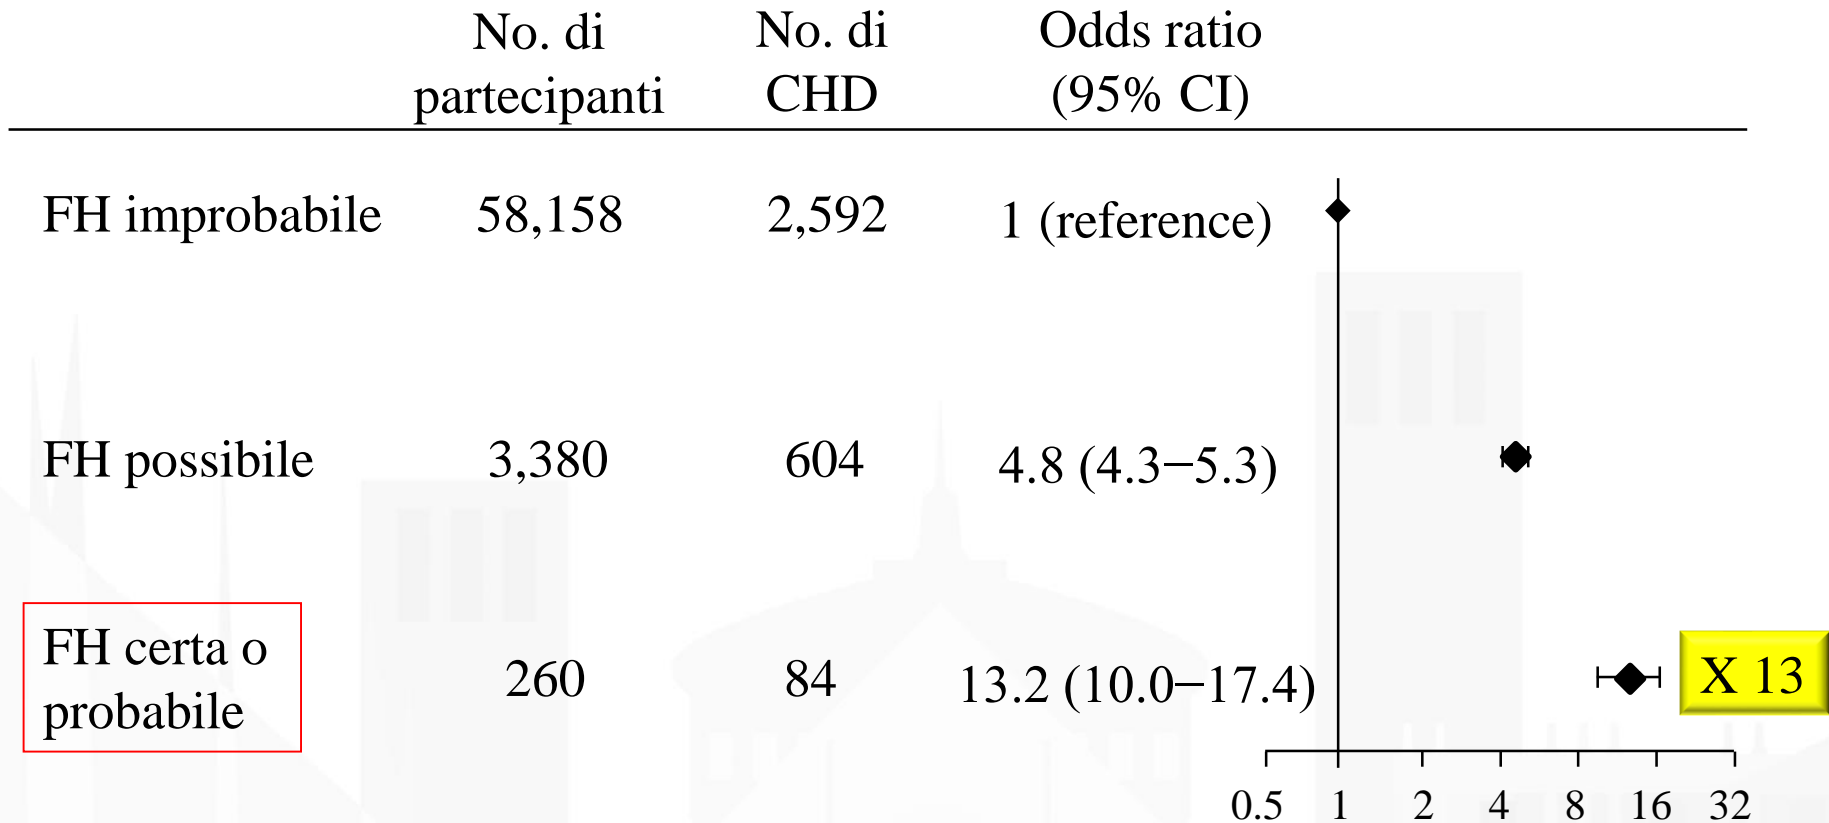 No. di partecipanti No. di CHD Odds ratio (95% CI)
FH improbabile 58,158 2,592 1 (reference)
FH possibile 3,380 604 4.8 (4.3–5.3)
FH certa o probabile 260 84 13.2 (10.0–17.4) X 13
0.5 1 2 4 8 16 32